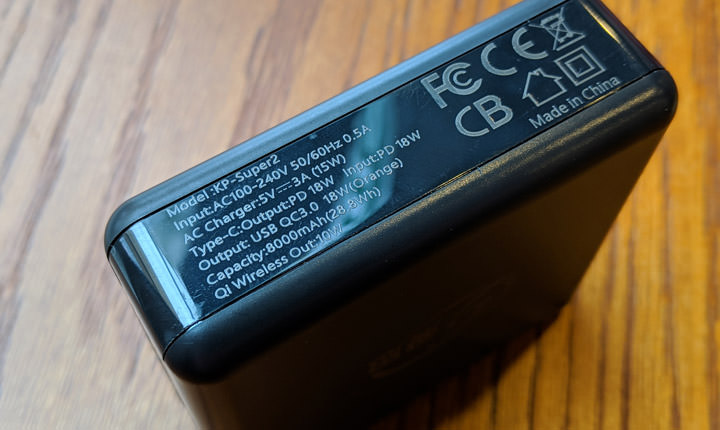 Model:KP-Super2
Input:AC100-240V 50/60Hz 0.5A
AC Charger:5V⎓3A (15W)
Type-C:Output:PD 18W Input:PD 18W
Output: USB QC3.0 18W(Orange)
Capacity:8000mAh(28.8Wh)
Qi Wireless Out:10W
FC CE
CB
Made in China